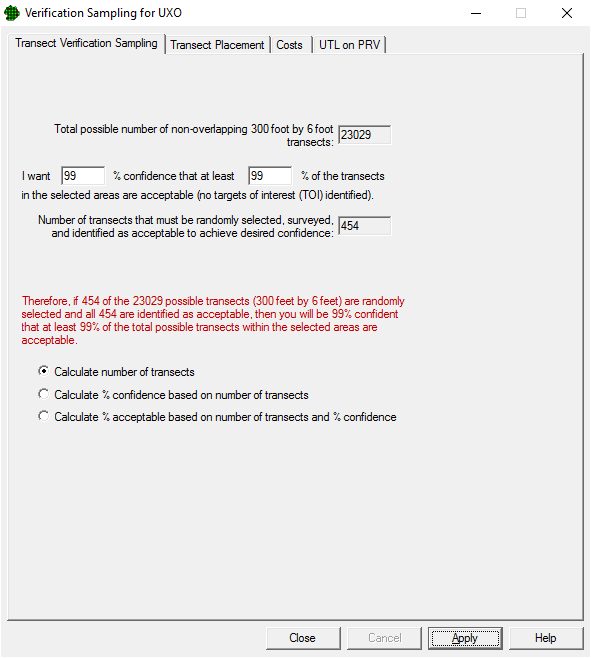 Verification Sampling for UXO
Transect Verification Sampling Transect Placement Costs UTL on PRV
Total possible number of non-overlapping 300 foot by 6 foot
transects: 23029
I want 99 % confidence that at least 99 % of the transects
in the selected areas are acceptable (no targets of interest (TOI) identified).
Number of transects that must be randomly selected, surveyed,
and identified as acceptable to achieve desired confidence: 454
Therefore, if 454 of the 23029 possible transects (300 feet by 6 feet) are randomly
selected and all 454 are identified as acceptable, then you will be 99% confident
that at least 99% of the total possible transects within the selected areas are
acceptable.
Calculate number of transects
Calculate % confidence based on number of transects
Calculate % acceptable based on number of transects and % confidence
Close Cancel Apply Help